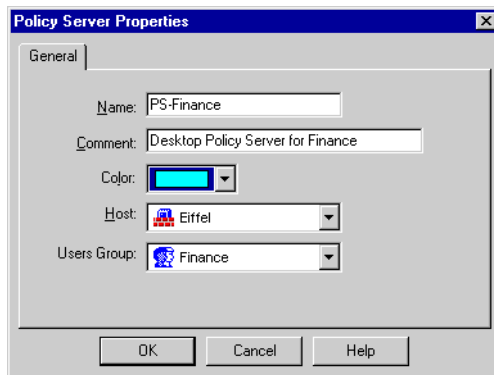 Policy Server Properties
General
Name: PS-Finance
Comment: Desktop Policy Server for Finance
Color:
Host: Eiffel
Users Group: Finance
OK Cancel Help